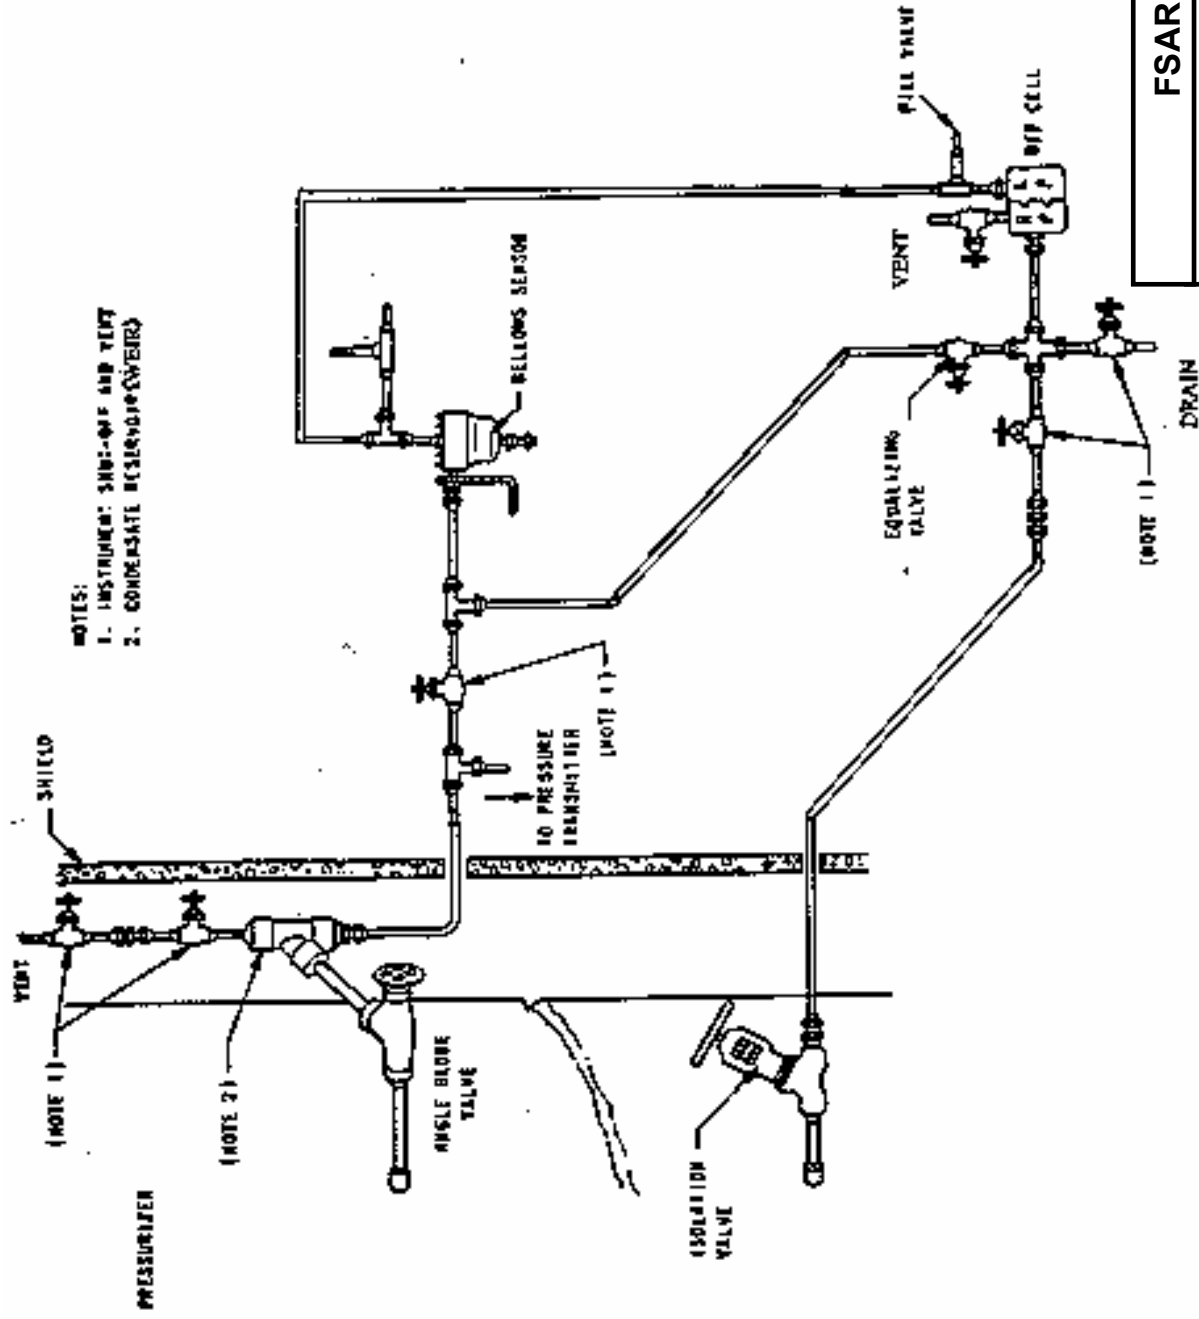 NOTES:
1. INSTRUMENT SHUT-OFF AND VENT
2. CONDENSATE RESERVOIR (WEIR)
PRESSURIZER
VENT
(NOTE 1)
(NOTE 2)
SHIELD
ANGLE GLOBE
VALVE
TO PRESSURE
TRANSMITTER
(NOTE 1)
BELLOWS SENSOR
ISOLATION
VALVE
EQUALIZING
VALVE
VENT
FILL VALVE
DIFF CELL
H P
L P
(NOTE 1)
DRAIN
FSAR